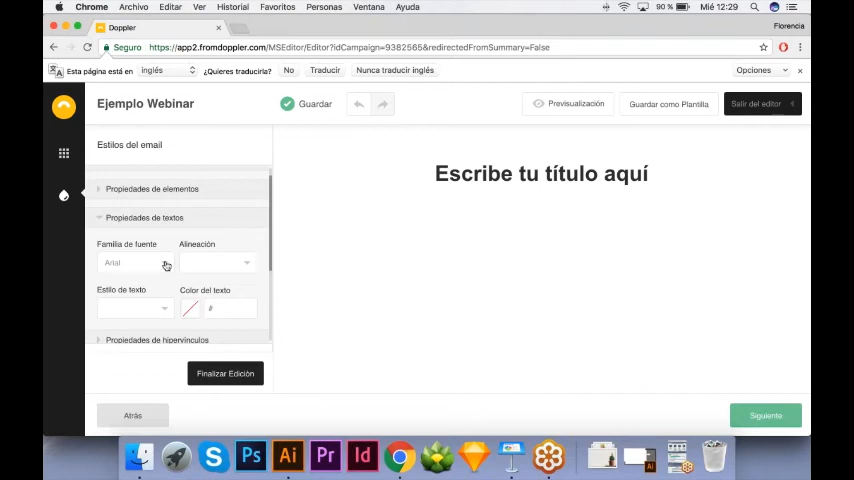 Chrome Archivo Editar Ver Historial Favoritos Personas Ventana Ayuda 90 % Mié 12:29
Doppler Florencia
Seguro https://app2.fromdoppler.com/MSEditor/Editor?idCampaign=9382565&redirectedFromSummary=False
Esta página está en inglés ¿Quieres traducirla? No Traducir Nunca traducir inglés Opciones
Ejemplo Webinar Guardar Previsualización Guardar como Plantilla Salir del editor
Estilos del email
Propiedades de elementos
Propiedades de textos
Familia de fuente Alineación
Arial
Estilo de texto Color del texto
#
Propiedades de hipervínculos
Finalizar Edición
Escribe tu título aquí
Atrás Siguiente
Ps Ai Pr Id